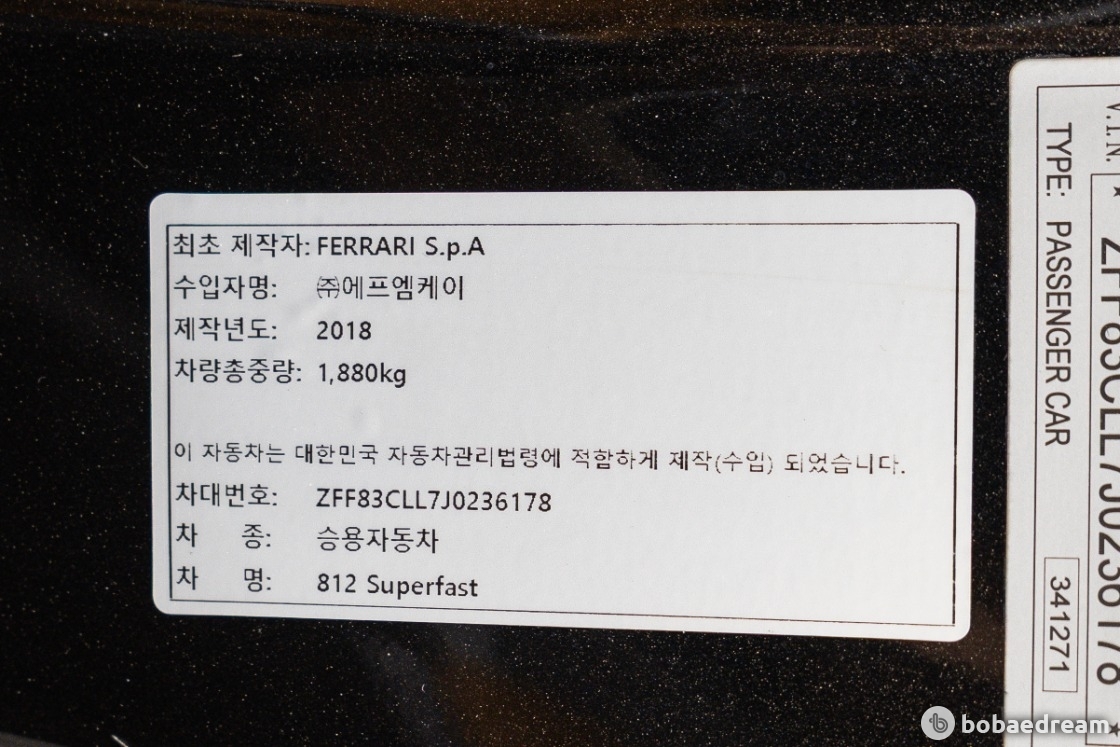 최초 제작자: FERRARI S.p.A
수입자명: ㈜에프엠케이
제작년도: 2018
차량총중량: 1,880kg
이 자동차는 대한민국 자동차관리법령에 적합하게 제작(수입) 되었습니다.
차대번호: ZFF83CLL7J0236178
차 종: 승용자동차
차 명: 812 Superfast
V.I.N.
ZFF83CLL7J0236178
TYPE: PASSENGER CAR
341271
bobaedream